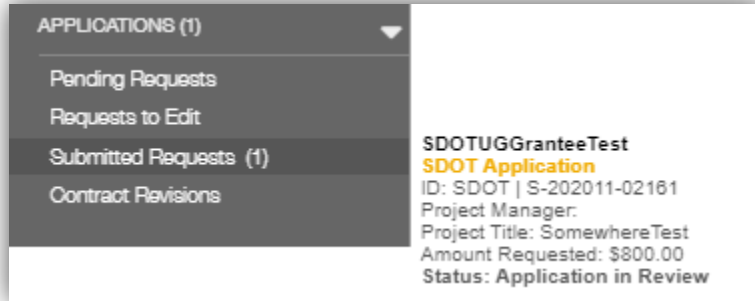 APPLICATIONS (1)
Pending Requests
Requests to Edit
Submitted Requests (1)
Contract Revisions
SDOTUGGranteeTest
SDOT Application
ID: SDOT | S-202011-02161
Project Manager:
Project Title: SomewhereTest
Amount Requested: $800.00
Status: Application in Review